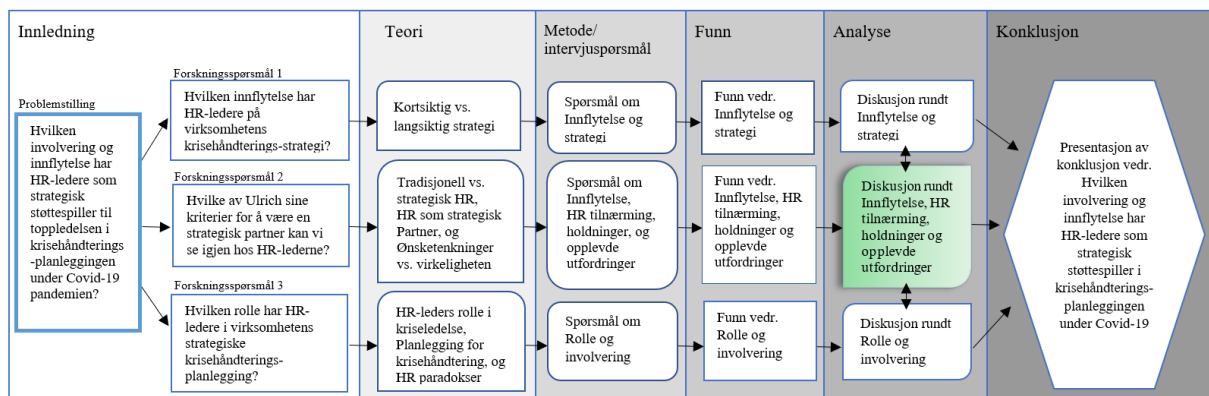 Innledning
Problemstilling
Hvilken
involvering og
innflytelse har
HR-ledere som
strategisk
støttespiller til
toppledelsen i
krisehåndterings
-planleggingen
under Covid-19
pandemien?
Forskningsspørsmål 1
Hvilken innflytelse har
HR-ledere på
virksomhetens
krisehåndterings-strategi?
Forskningsspørsmål 2
Hvilke av Ulrich sine
kriterier for å være en
strategisk partner kan vi
se igjen hos HR-lederne?
Forskningsspørsmål 3
Hvilken rolle har HR-
ledere i virksomhetens
strategiske
krisehåndterings-
planlegging?
Teori
Kortsiktig vs.
langsiktig strategi
Tradisjonell vs.
strategisk HR,
HR som strategisk
Partner, og
Ønsketenkninger
vs. virkeligheten
HR-leders rolle i
kriseledelse,
Planlegging for
krisehåndtering, og
HR paradokser
Metode/
intervjuspørsmål
Spørsmål om
Innflytelse og
strategi
Spørsmål om
Innflytelse,
HR tilnærming,
holdninger, og
opplevde
utfordringer
Spørsmål om
Rolle og
involvering
Funn
Funn vedr.
Innflytelse og
strategi
Funn vedr.
Innflytelse, HR
tilnærming,
holdninger og
opplevde
utfordringer
Funn vedr.
Rolle og
involvering
Analyse
Diskusjon rundt
Innflytelse og
strategi
Diskusjon rundt
Innflytelse, HR
tilnærming,
holdninger og
opplevde
utfordringer
Diskusjon rundt
Rolle og
involvering
Konklusjon
Presentasjon av
konklusjon vedr.
Hvilken
involvering og
innflytelse har
HR-ledere som
strategisk
støttespiller i
krisehåndterings-
planleggingen
under Covid-19